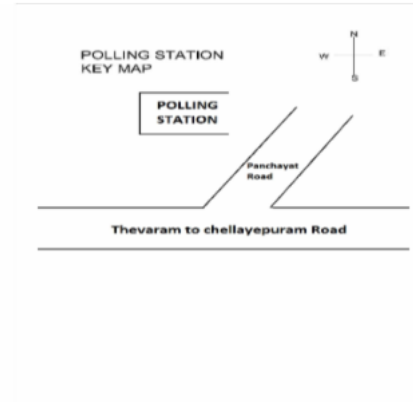 N
POLLING STATION
W E
KEY MAP
S
POLLING
STATION
Panchayat
Road
Thevaram to chellayepuram Road